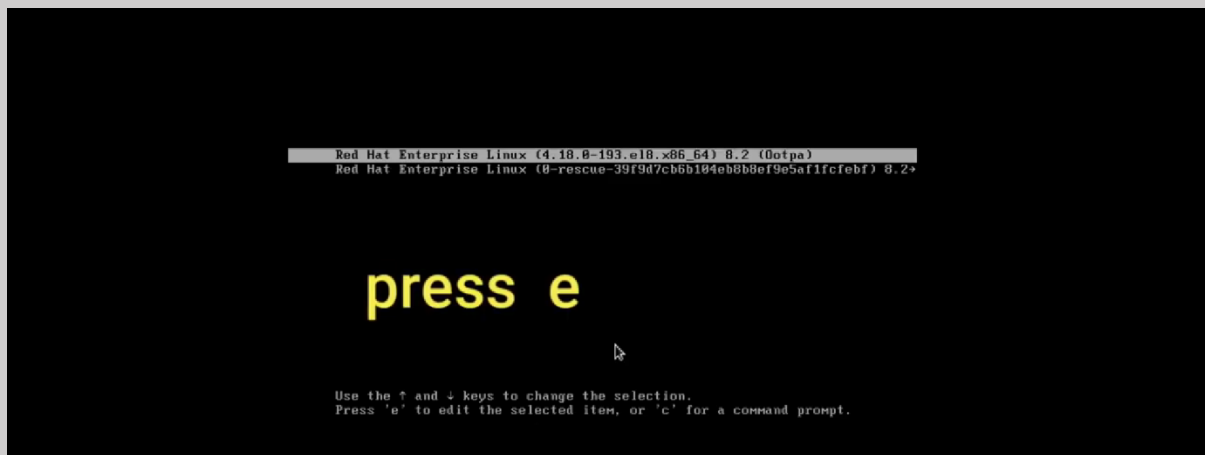 Red Hat Enterprise Linux (4.18.0-193.el8.x86_64) 8.2 (Ootpa)
Red Hat Enterprise Linux (0-rescue-39f9d7cb6b104eb8b8ef9e5af1fcfebf) 8.2→
press e
Use the ↑ and ↓ keys to change the selection.
Press 'e' to edit the selected item, or 'c' for a command prompt.